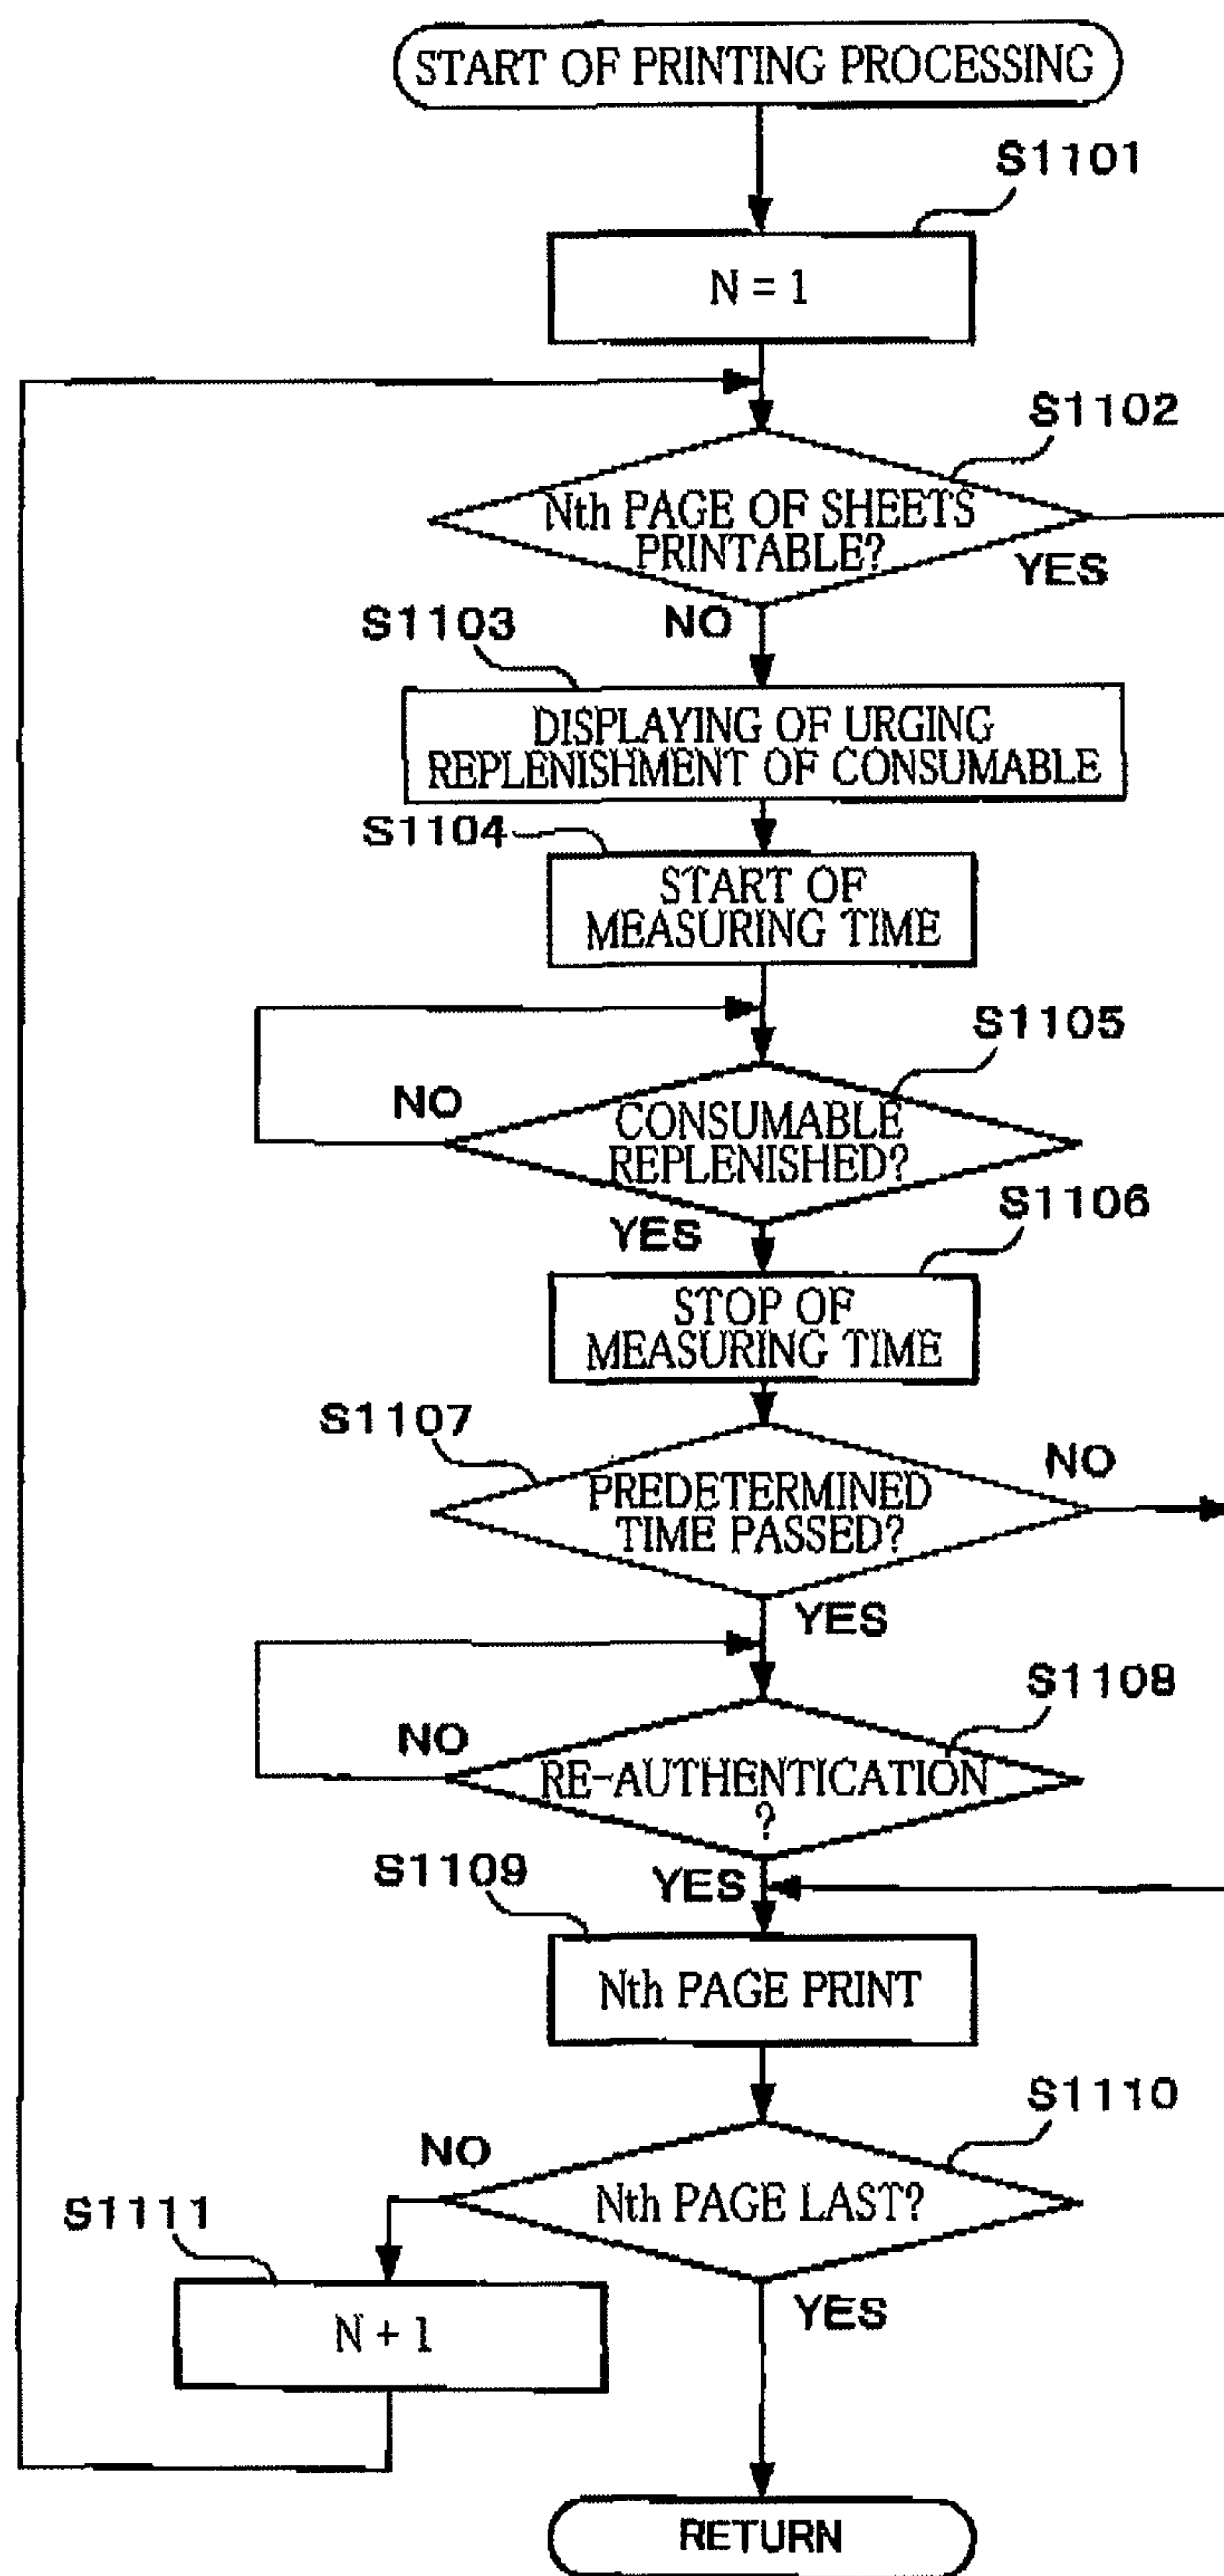 START OF PRINTING PROCESSING
S1101
N = 1
S1102
Nth PAGE OF SHEETS
PRINTABLE?
YES
NO
S1103
DISPLAYING OF URGING
REPLENISHMENT OF CONSUMABLE
S1104
START OF
MEASURING TIME
S1105
NO
CONSUMABLE
REPLENISHED?
YES
S1106
STOP OF
MEASURING TIME
S1107
NO
PREDETERMINED
TIME PASSED?
YES
S1108
NO
RE-AUTHENTICATION
?
S1109
YES
Nth PAGE PRINT
S1110
NO
Nth PAGE LAST?
S1111
YES
N + 1
RETURN